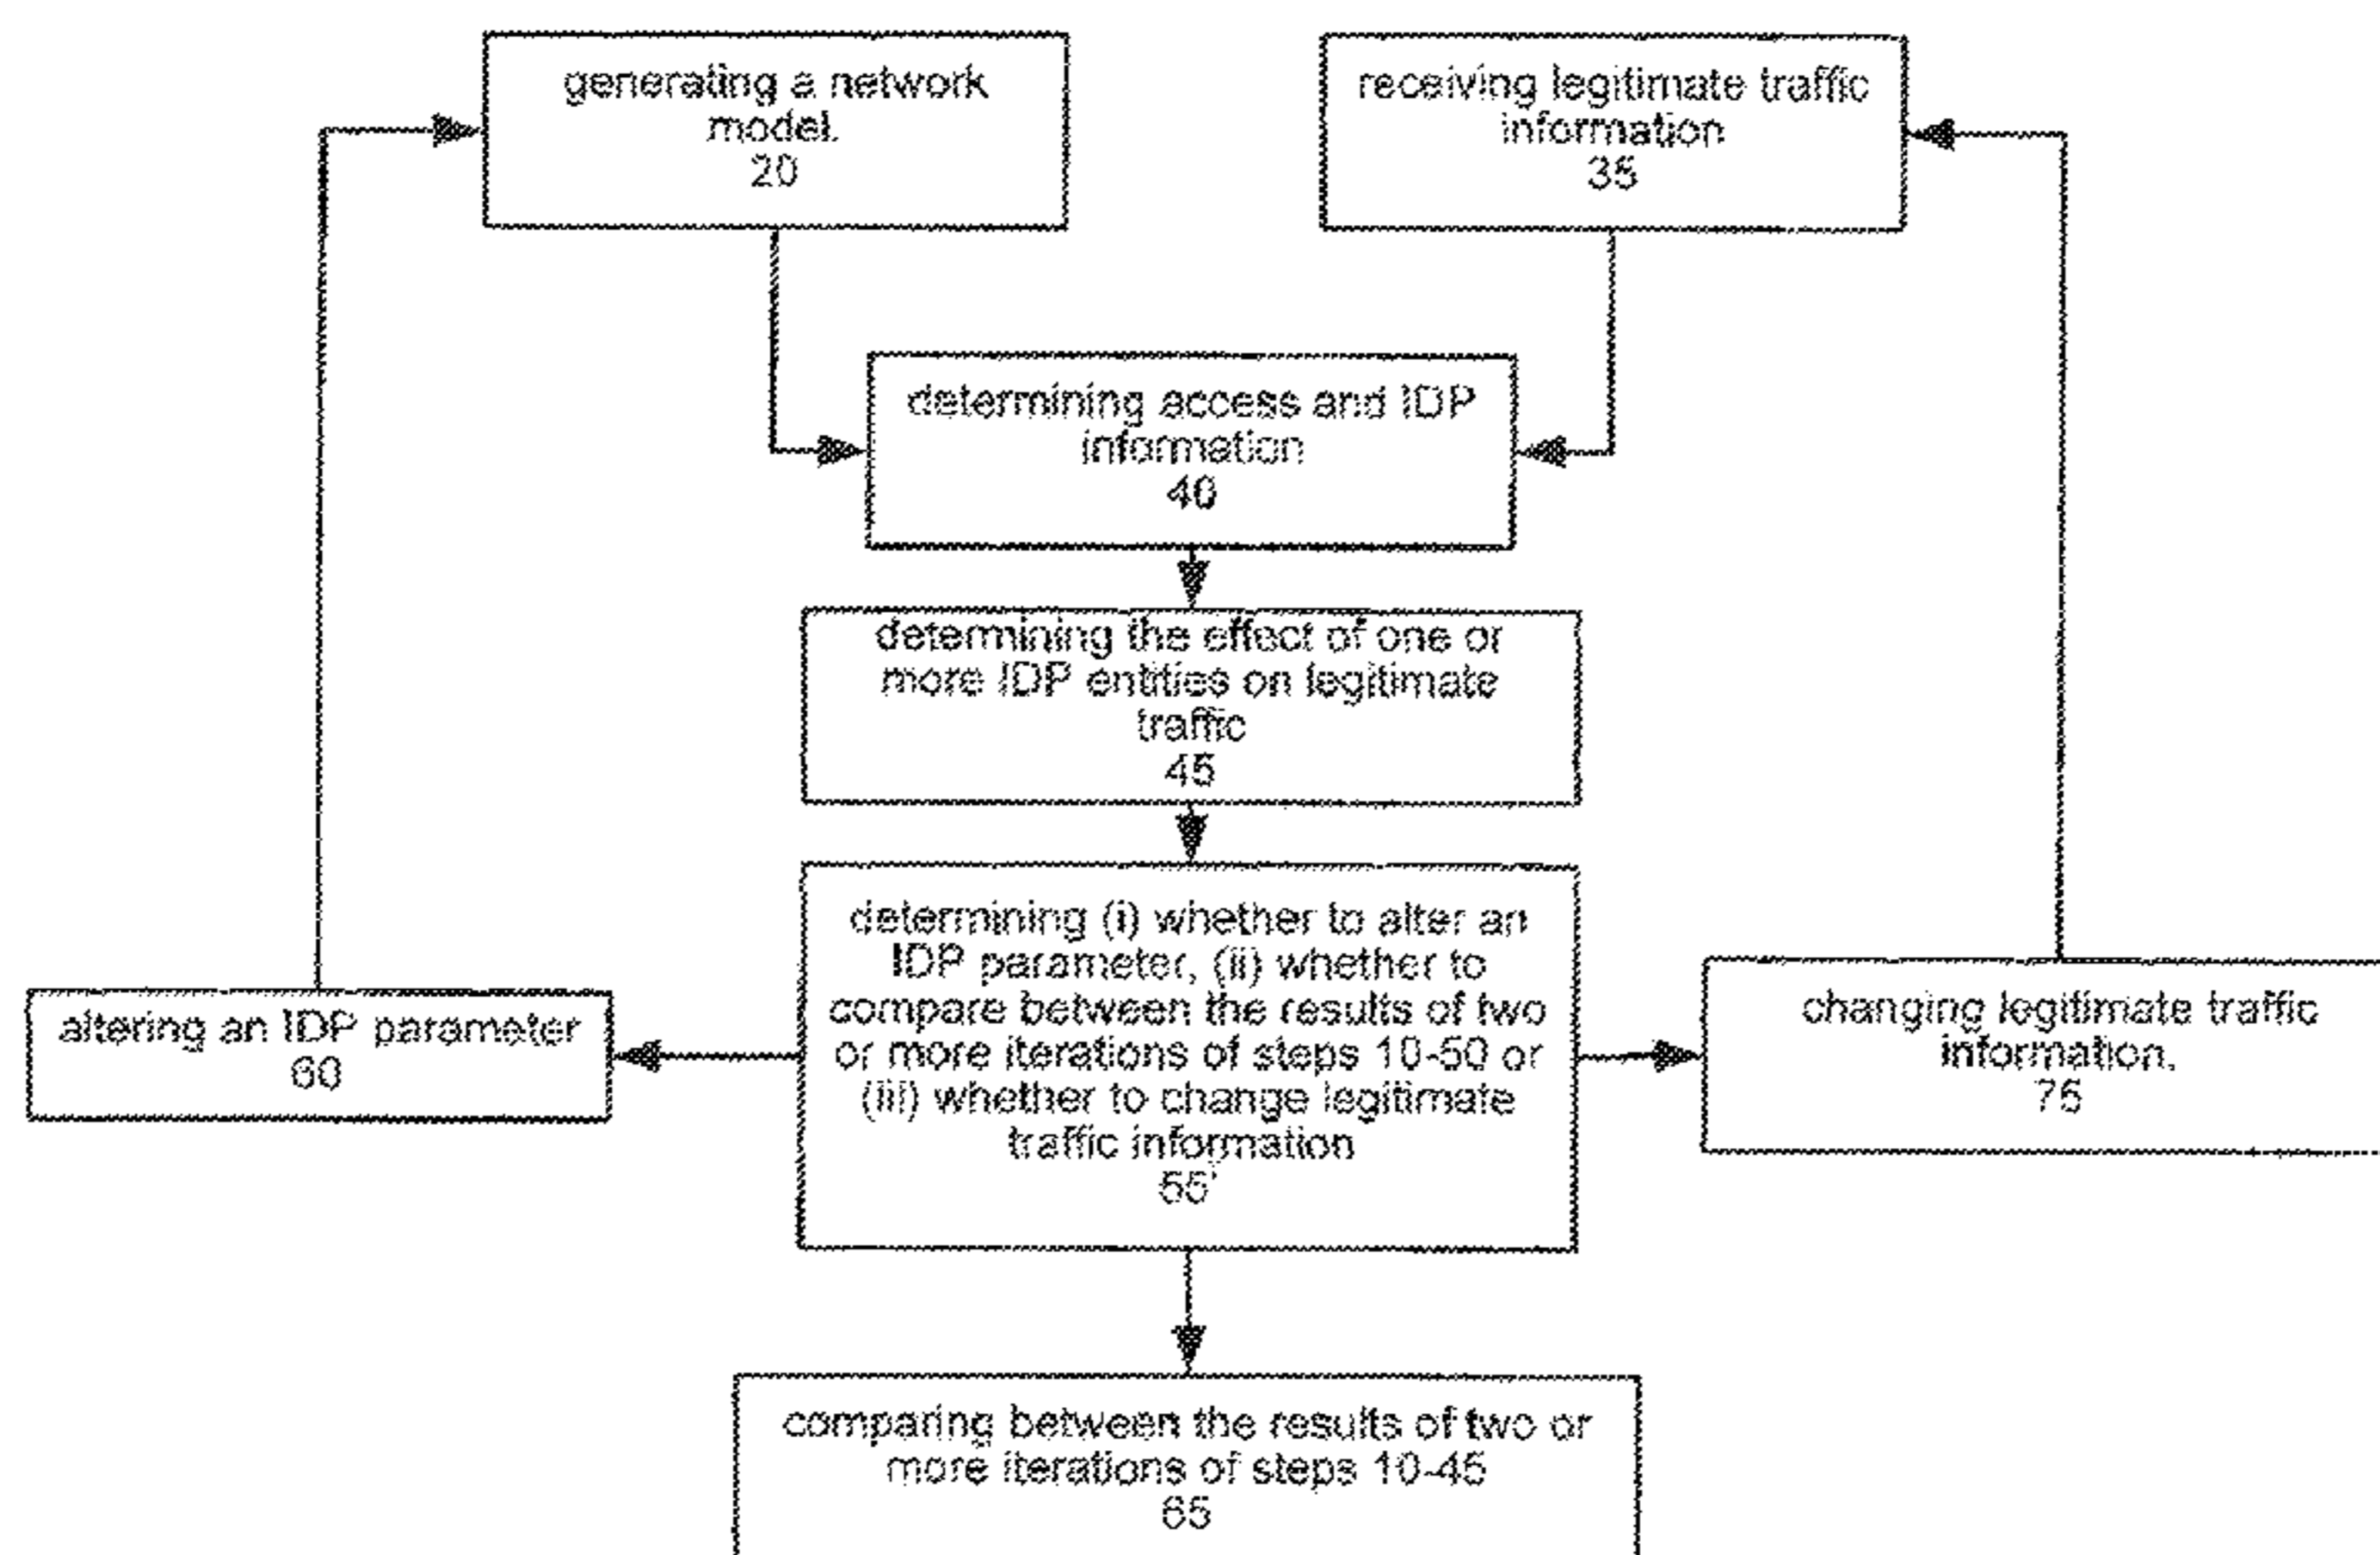 generating a network
model.
20
receiving legitimate traffic
information
35
determining access and IDP
information
40
determining the effect of one or
more IDP entities on legitimate
traffic
45
determining (i) whether to alter an
IDP parameter, (ii) whether to
compare between the results of two
or more iterations of steps 10-50 or
(iii) whether to change legitimate
traffic information
55'
altering an IDP parameter
60
changing legitimate traffic
information,
75
comparing between the results of two or
more iterations of steps 10-45
65